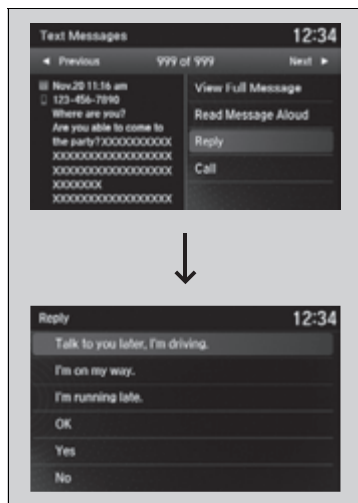 Text Messages 12:34
◄ Previous 999 of 999 Next ►
Nov.20 11:16 am
123-456-7890
Where are you?
Are you able to come to
the party?XXXXXXXXXX
XXXXXXXXXXXXXXXXX
XXXXXXXXXXXXXXXXX
XXXXXXX
XXXXXXXXXXXXXXXXX
View Full Message
Read Message Aloud
Reply
Call
Reply 12:34
Talk to you later, I'm driving.
I'm on my way.
I'm running late.
OK
Yes
No